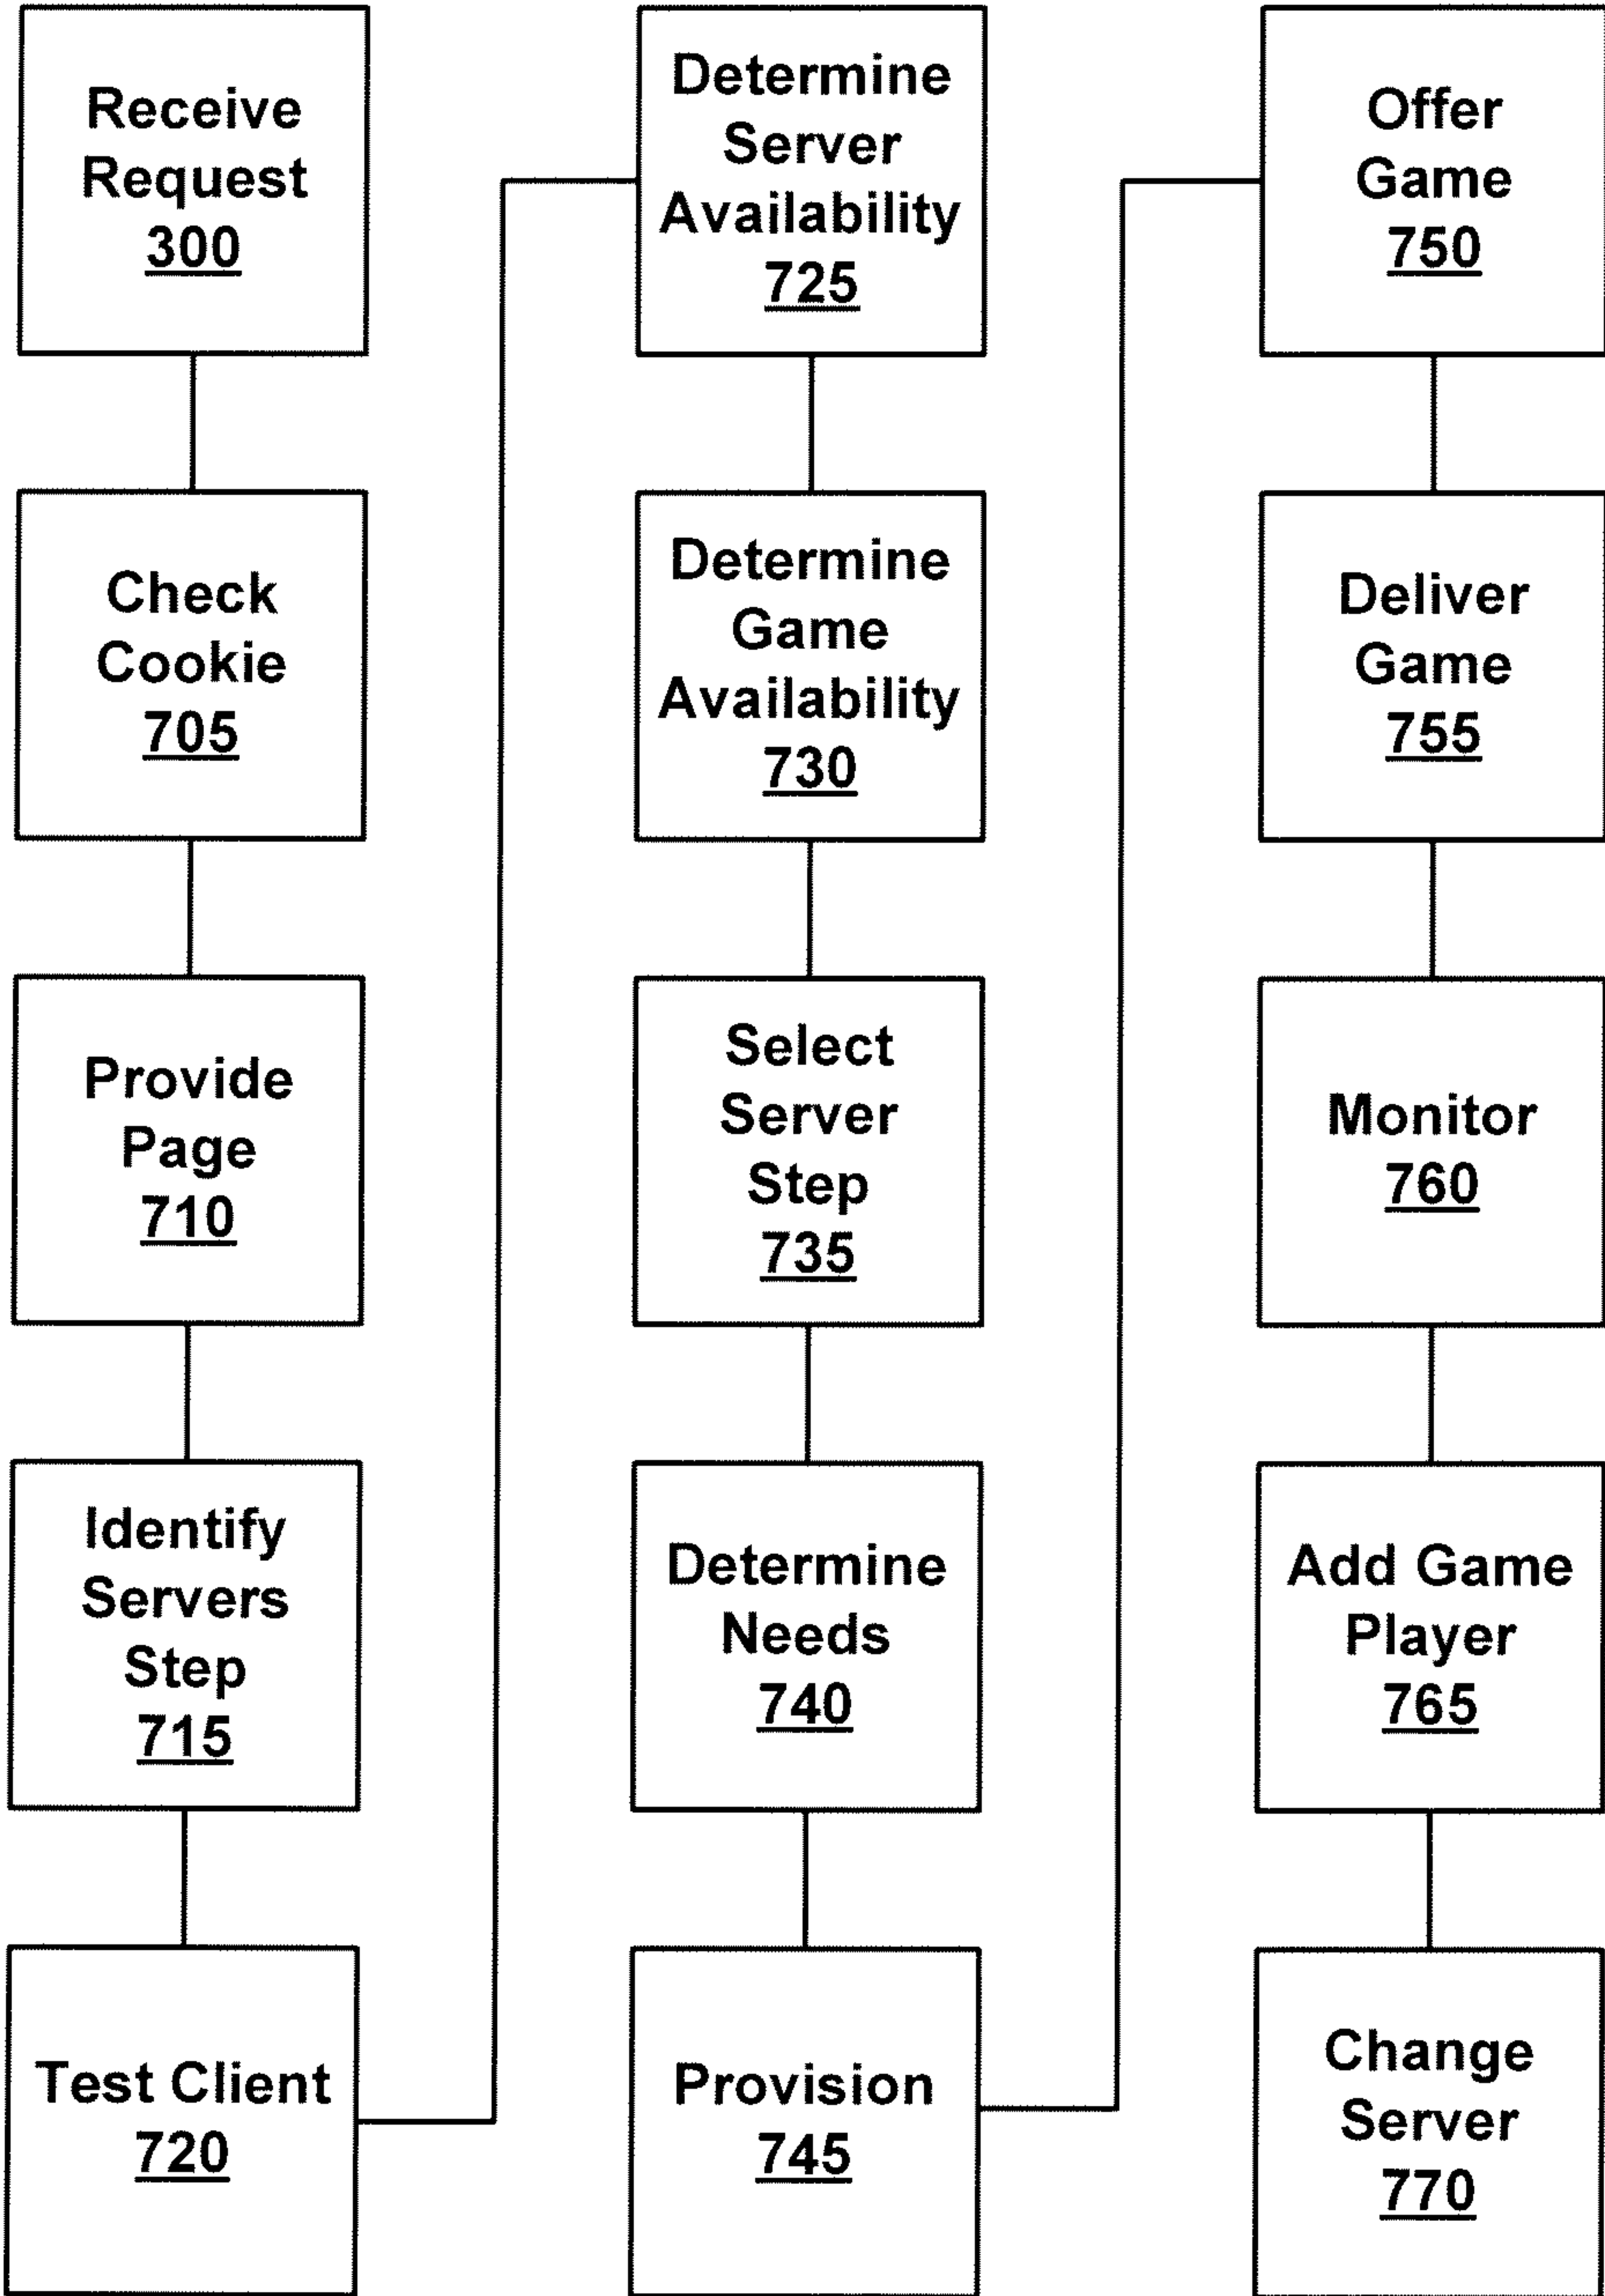 Receive
Request
300
Check
Cookie
705
Provide
Page
710
Identify
Servers
Step
715
Test Client
720
Determine
Server
Availability
725
Determine
Game
Availability
730
Select
Server
Step
735
Determine
Needs
740
Provision
745
Offer
Game
750
Deliver
Game
755
Monitor
760
Add Game
Player
765
Change
Server
770